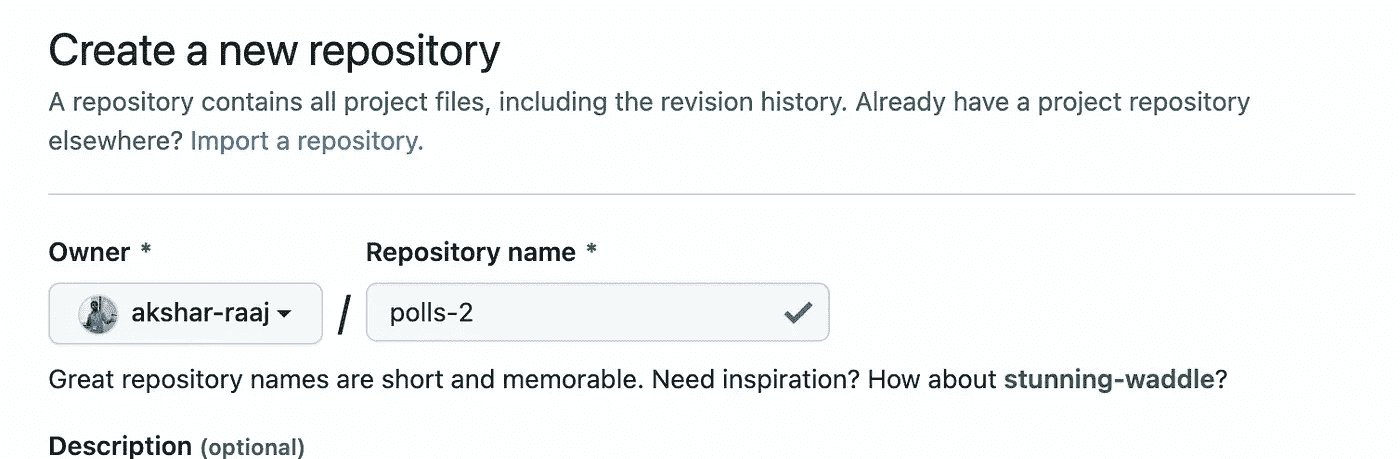 Create a new repository
A repository contains all project files, including the revision history. Already have a project repository
elsewhere? Import a repository.
Owner * Repository name *
akshar-raaj / polls-2
Great repository names are short and memorable. Need inspiration? How about stunning-waddle?
Description (optional)